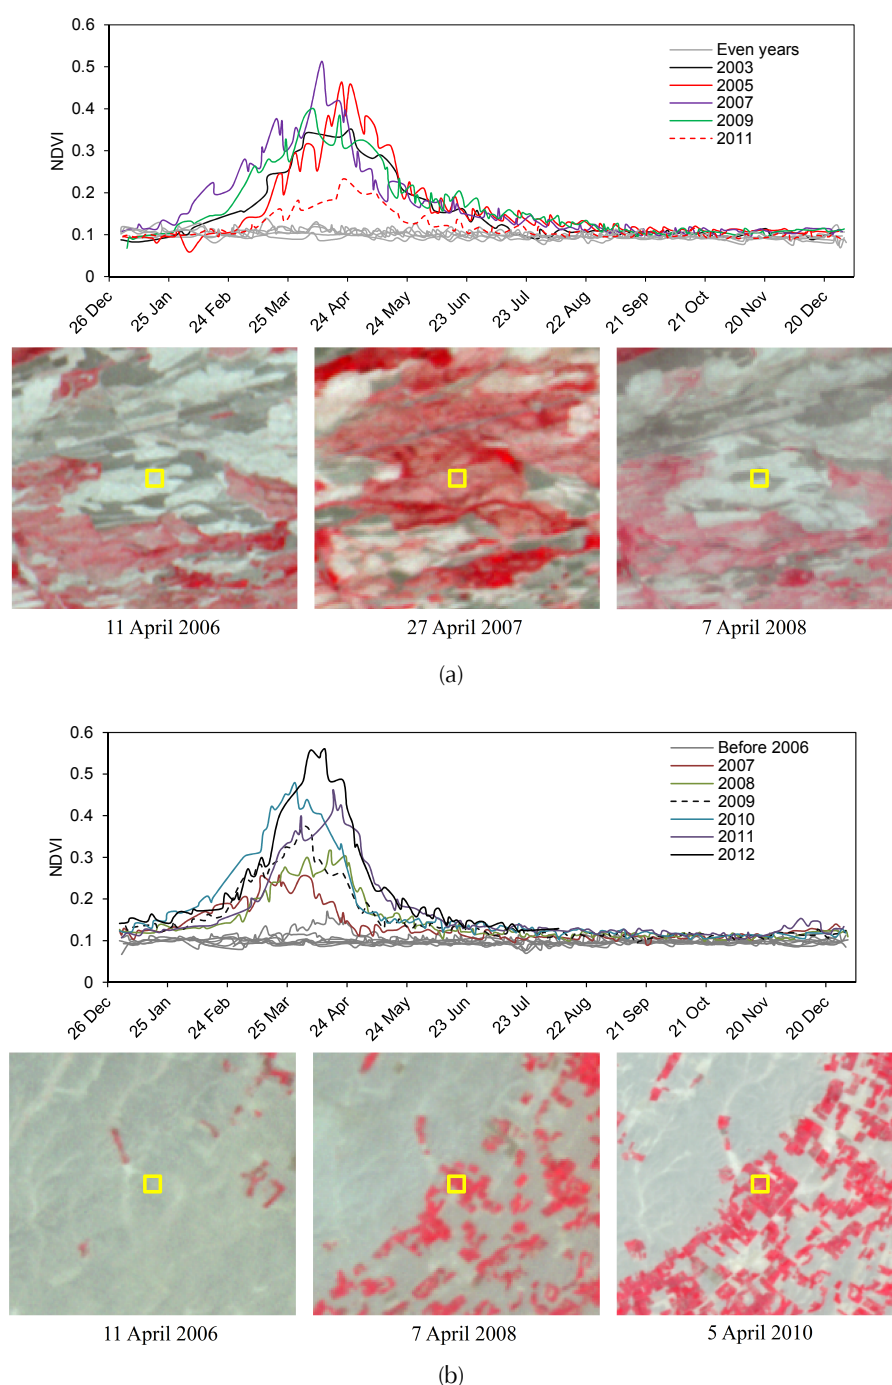 0.6
0.5
0.4
0.3
0.2
0.1
0
NDVI
Even years
2003
2005
2007
2009
2011
26 Dec
25 Jan
24 Feb
25 Mar
24 Apr
24 May
23 Jun
23 Jul
22 Aug
21 Sep
21 Oct
20 Nov
20 Dec
11 April 2006
27 April 2007
7 April 2008
(a)
0.6
0.5
0.4
0.3
0.2
0.1
0
NDVI
Before 2006
2007
2008
2009
2010
2011
2012
26 Dec
25 Jan
24 Feb
25 Mar
24 Apr
24 May
23 Jun
23 Jul
22 Aug
21 Sep
21 Oct
20 Nov
20 Dec
11 April 2006
7 April 2008
5 April 2010
(b)